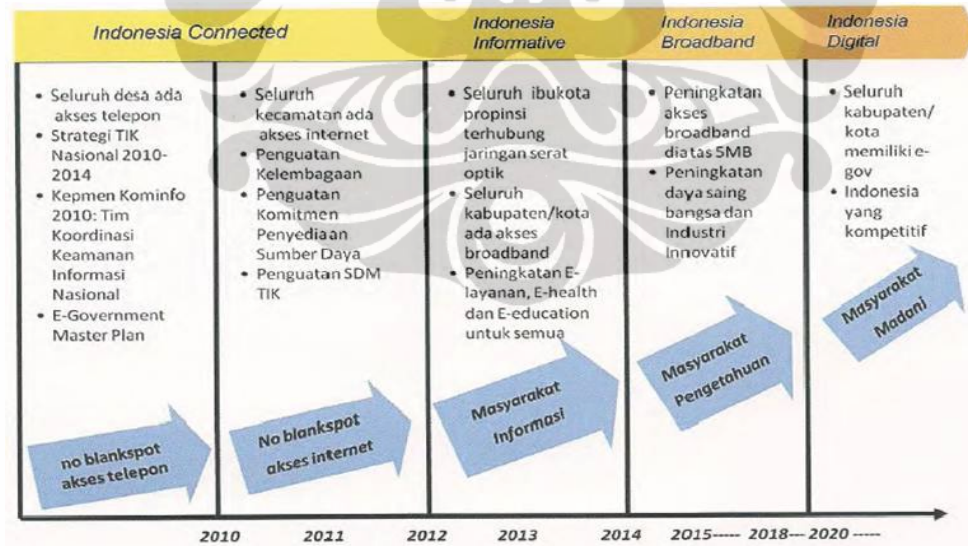 Indonesia Connected
Indonesia
Informative
Indonesia
Broadband
Indonesia
Digital
• Seluruh desa ada
akses telepon
• Strategi TIK
Nasional 2010-
2014
• Kepmen Kominfo
2010: Tim
Koordinasi
Keamanan
Informasi
Nasional
• E-Government
Master Plan
• Seluruh
kecamatan ada
akses internet
• Penguatan
Kelembagaan
• Penguatan
Komitmen
Penyediaan
Sumber Daya
• Penguatan SDM
TIK
• Seluruh ibukota
propinsi
terhubung
jaringan serat
optik
• Seluruh
kabupaten/kota
ada akses
broadband
• Peningkatan E-
layanan, E-health
dan E-education
untuk semua
• Peningkatan
akses
broadband
diatas 5MB
• Peningkatan
daya saing
bangsa dan
Industri
Innovatif
• Seluruh
kabupaten/
kota
memiliki e-
gov
• Indonesia
yang
kompetitif
no blankspot
akses telepon
No blankspot
akses internet
Masyarakat
Informasi
Masyarakat
Pengetahuan
Masyarakat
Madani
2010 2011 2012 2013 2014 2015----- 2018--- 2020 -----